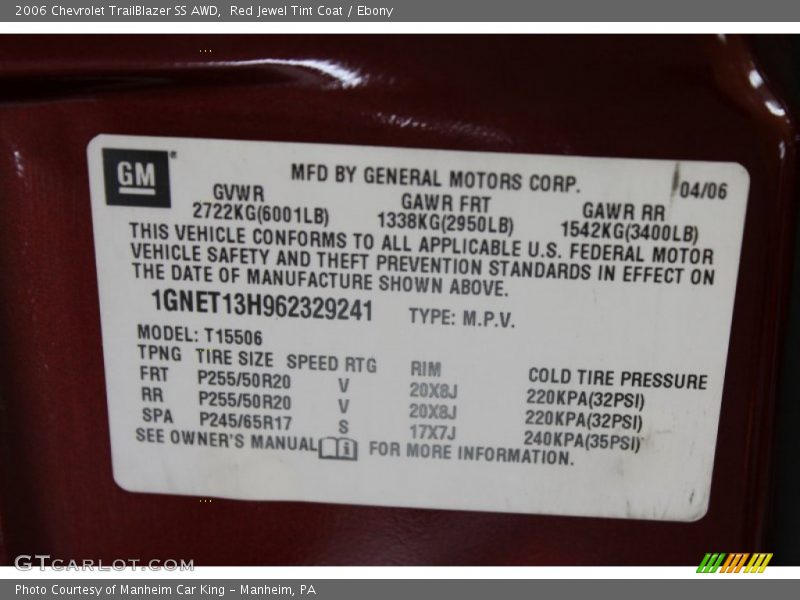 2006 Chevrolet TrailBlazer SS AWD,  Red Jewel Tint Coat / Ebony
GM
MFD BY GENERAL MOTORS CORP. 04/06
GVWR GAWR FRT GAWR RR
2722KG(6001LB) 1338KG(2950LB) 1542KG(3400LB)
THIS VEHICLE CONFORMS TO ALL APPLICABLE U.S. FEDERAL MOTOR
VEHICLE SAFETY AND THEFT PREVENTION STANDARDS IN EFFECT ON
THE DATE OF MANUFACTURE SHOWN ABOVE.
1GNET13H962329241 TYPE: M.P.V.
MODEL: T15506
TPNG TIRE SIZE SPEED RTG RIM COLD TIRE PRESSURE
FRT P255/50R20 V 20X8J 220KPA(32PSI)
RR P255/50R20 V 20X8J 220KPA(32PSI)
SPA P245/65R17 S 17X7J 240KPA(35PSI)
SEE OWNER'S MANUAL i FOR MORE INFORMATION.
GTCARLOT.COM
Photo Courtesy of Manheim Car King - Manheim, PA